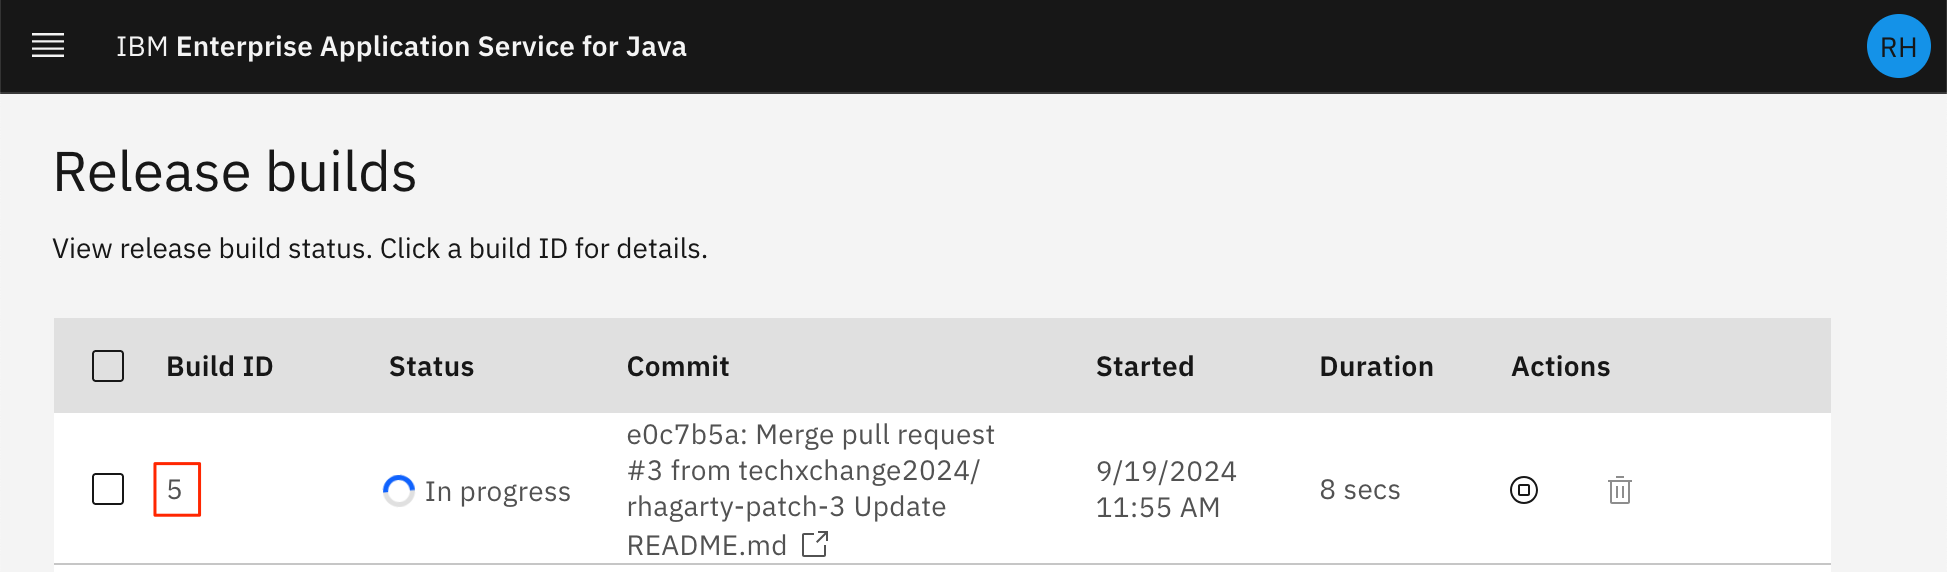 IBM Enterprise Application Service for Java
RH
Release builds
View release build status. Click a build ID for details.
Build ID Status Commit Started Duration Actions
5
In progress
e0c7b5a: Merge pull request
#3 from techxchange2024/
rhagarty-patch-3 Update
README.md
9/19/2024
11:55 AM
8 secs